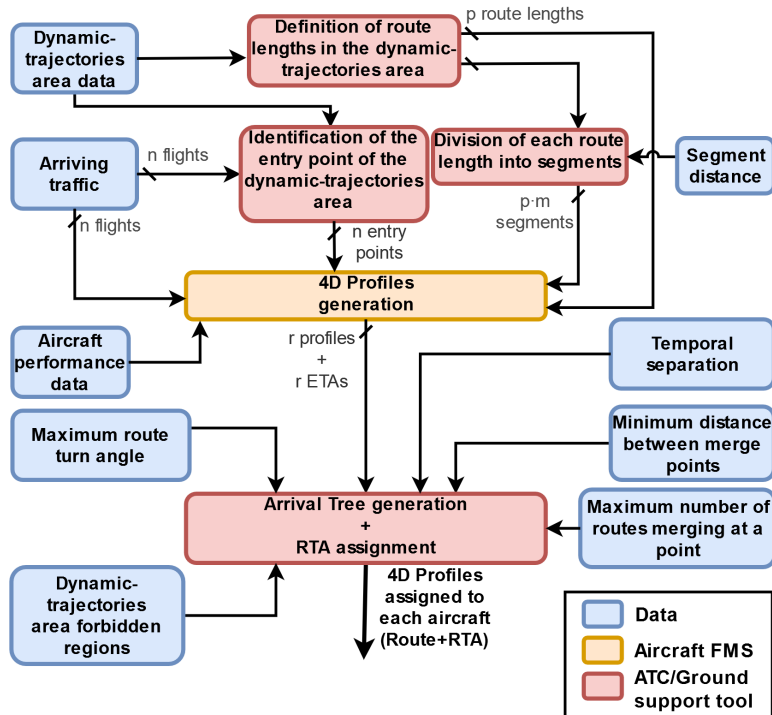 p route lengths
Dynamic-
trajectories
area data
Definition of route
lengths in the dynamic-
trajectories area
Arriving
traffic
n flights
Identification of the
entry point of the
dynamic-trajectories
area
Division of each route
length into segments
Segment
distance
n flights
n entry
points
p·m
segments
4D Profiles
generation
Aircraft
performance
data
r profiles
+
r ETAs
Temporal
separation
Maximum route
turn angle
Minimum distance
between merge
points
Arrival Tree generation
+
RTA assignment
Maximum number of
routes merging at a
point
Dynamic-
trajectories
area forbidden
regions
4D Profiles
assigned to
each aircraft
(Route+RTA)
Data
Aircraft FMS
ATC/Ground
support tool